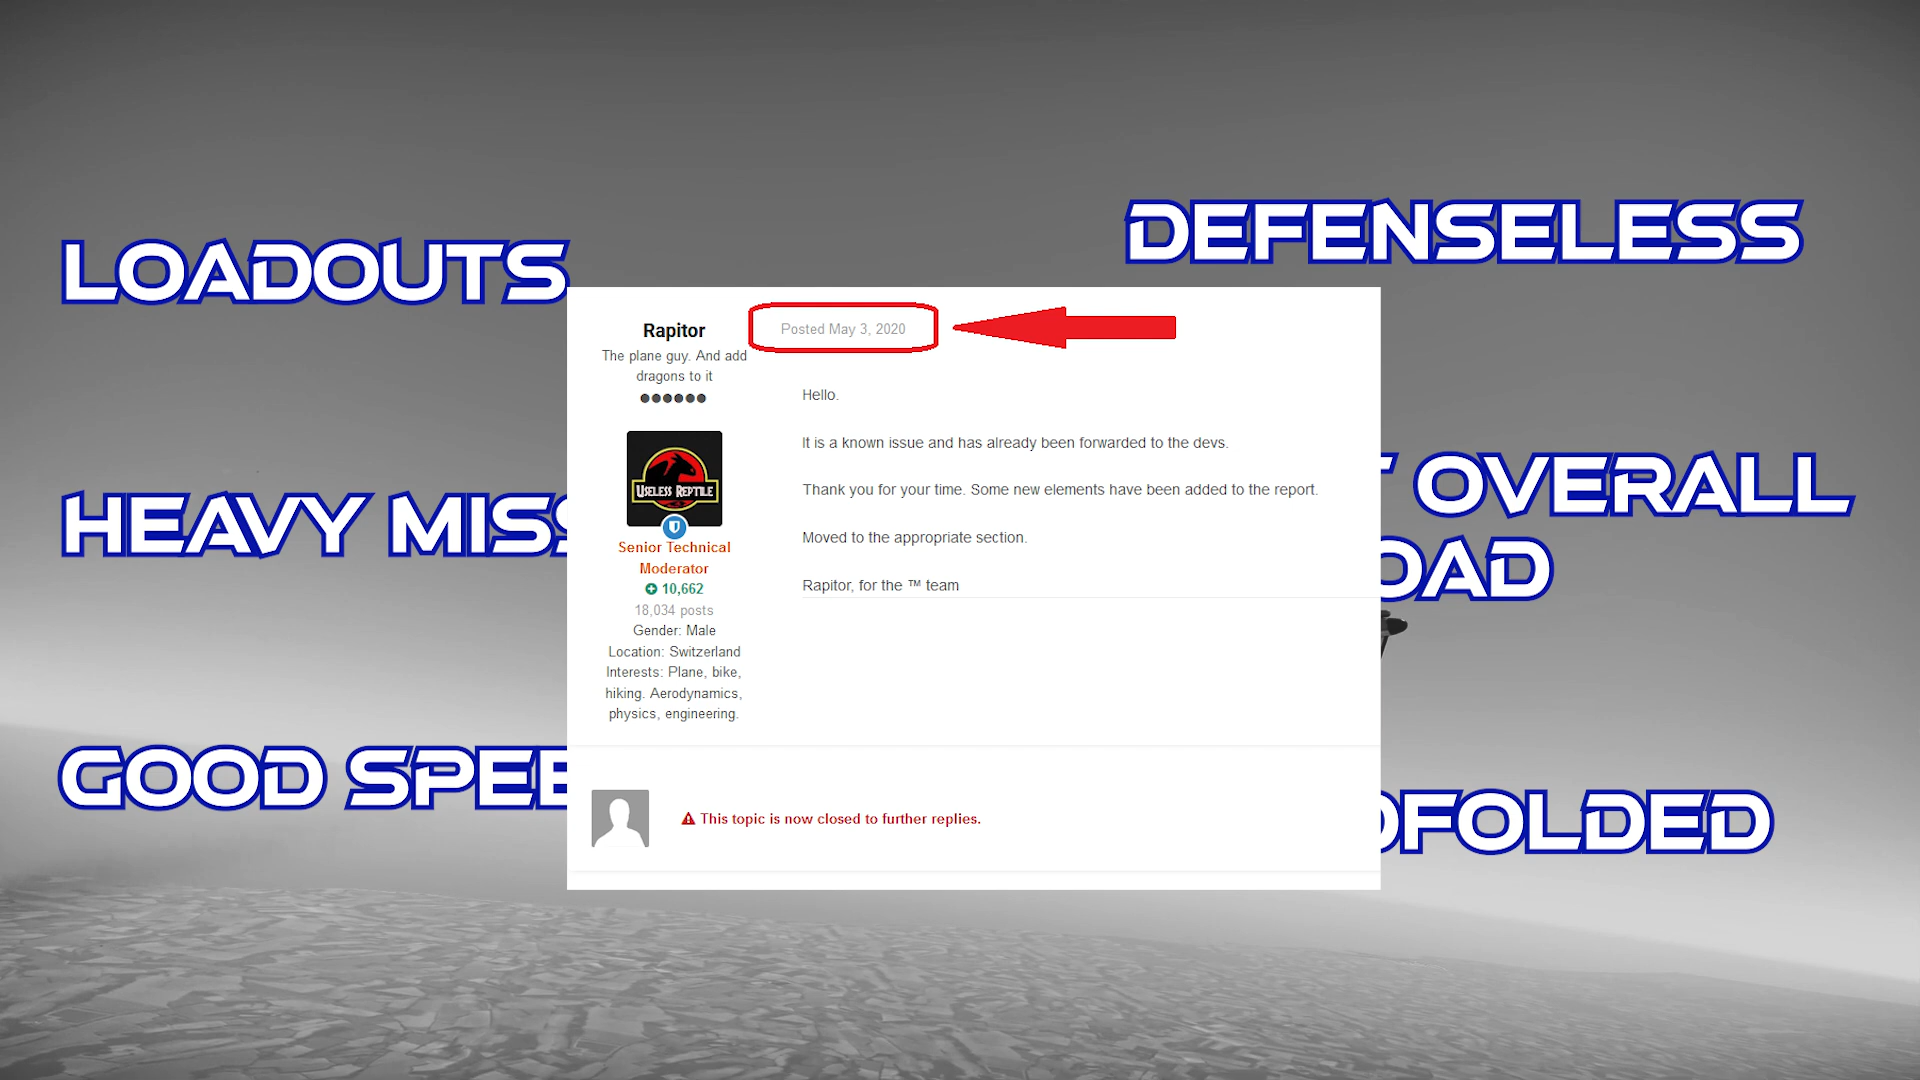 LOADOUTS
HEAVY
GOOD
DEFENSELESS
OVERALL
Rapitor
The plane guy. And add
dragons to it
USELESS REPTILE
Senior Technical
Moderator
10,662
18,034 posts
Gender: Male
Location: Switzerland
Interests: Plane, bike,
hiking. Aerodynamics,
physics, engineering.
Posted May 3, 2020
Hello.
It is a known issue and has already been forwarded to the devs.
Thank you for your time. Some new elements have been added to the report.
Moved to the appropriate section.
Rapitor, for the ™ team
This topic is now closed to further replies.